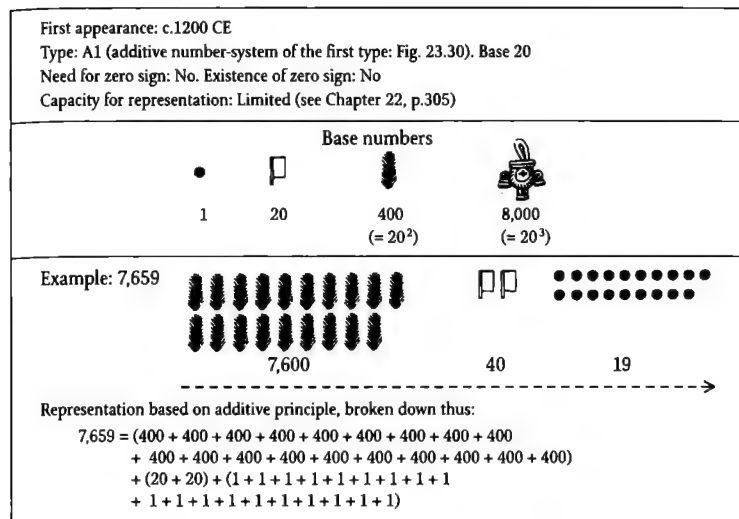 First appearance: c.1200 CE
Type: A1 (additive number-system of the first type: Fig. 23.30). Base 20
Need for zero sign: No. Existence of zero sign: No
Capacity for representation: Limited (see Chapter 22, p.305)
Base numbers
1 20 400 8,000
(= 20²) (= 20³)
Example: 7,659
7,600 40 19
Representation based on additive principle, broken down thus:
7,659 = (400 + 400 + 400 + 400 + 400 + 400 + 400 + 400 + 400
+ 400 + 400 + 400 + 400 + 400 + 400 + 400 + 400 + 400 + 400)
+ (20 + 20) + (1 + 1 + 1 + 1 + 1 + 1 + 1 + 1 + 1
+ 1 + 1 + 1 + 1 + 1 + 1 + 1 + 1 + 1 + 1)